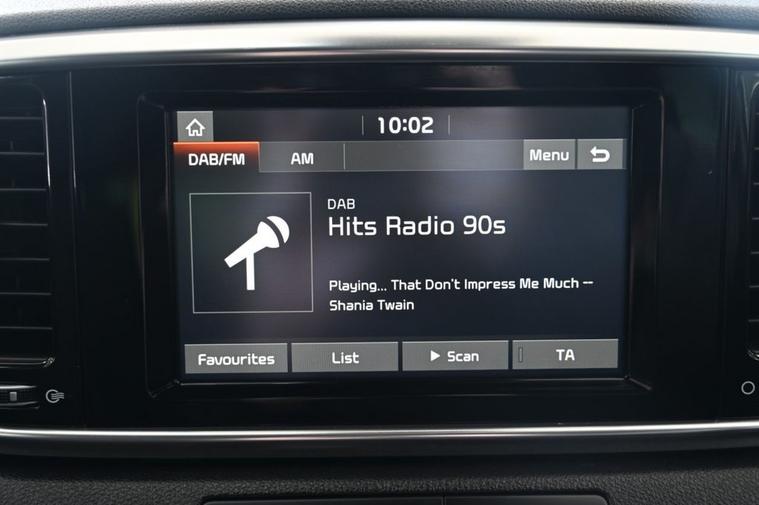 10:02
DAB/FM AM Menu
DAB
Hits Radio 90s
Playing... That Don't Impress Me Much --
Shania Twain
Favourites List Scan TA